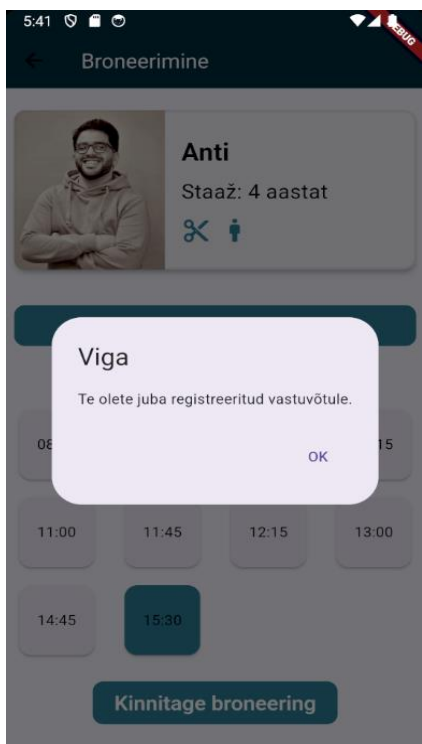 5:41
Broneerimine
Anti
Staaž: 4 aastat
Viga
Te olete juba registreeritud vastuvõtule.
OK
11:00 11:45 12:15 13:00
14:45 15:30
Kinnitage broneering